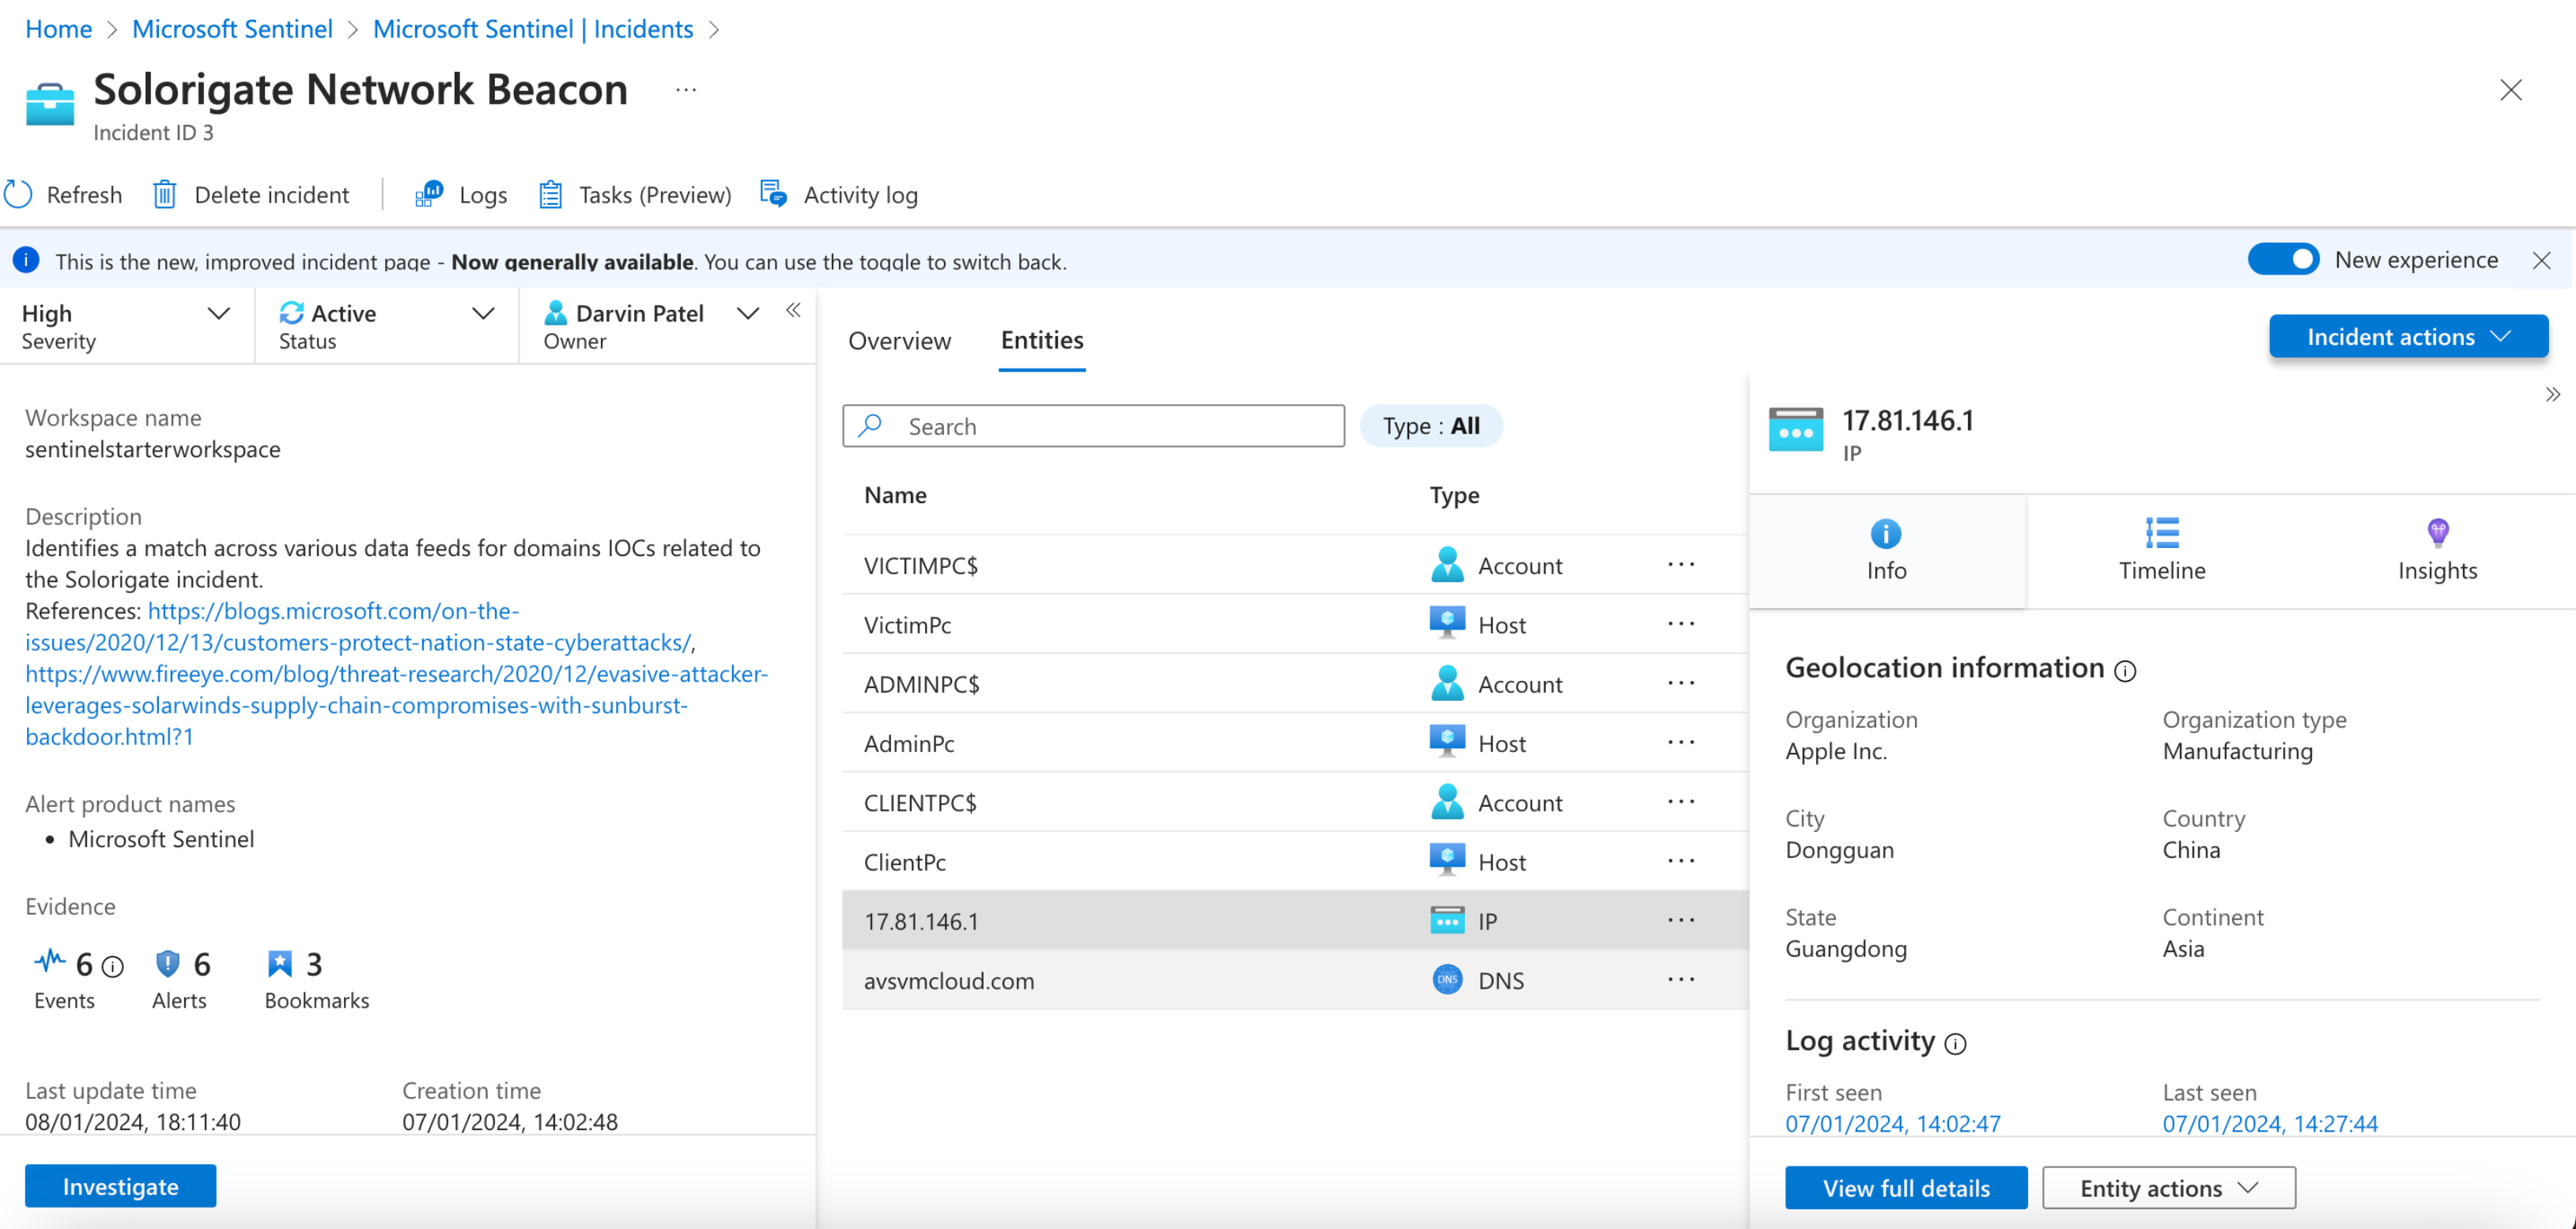 Home > Microsoft Sentinel > Microsoft Sentinel | Incidents >
Solorigate Network Beacon ...
Incident ID 3
Refresh Delete incident | Logs Tasks (Preview) Activity log
This is the new, improved incident page - Now generally available. You can use the toggle to switch back.
New experience
High
Severity
Active
Status
Darvin Patel
Owner
Workspace name
sentinelstarterworkspace
Description
Identifies a match across various data feeds for domains IOCs related to
the Solorigate incident.
References: https://blogs.microsoft.com/on-the-
issues/2020/12/13/customers-protect-nation-state-cyberattacks/,
https://www.fireeye.com/blog/threat-research/2020/12/evasive-attacker-
leverages-solarwinds-supply-chain-compromises-with-sunburst-
backdoor.html?1
Alert product names
• Microsoft Sentinel
Evidence
6 Events
6 Alerts
3 Bookmarks
Last update time
08/01/2024, 18:11:40
Creation time
07/01/2024, 14:02:48
Investigate
Overview Entities
Incident actions
Search
Type : All
Name Type
VICTIMPC$ Account ...
VictimPc Host ...
ADMINPC$ Account ...
AdminPc Host ...
CLIENTPC$ Account ...
ClientPc Host ...
17.81.146.1 IP ...
avsvmcloud.com DNS DNS ...
17.81.146.1
IP
Info Timeline Insights
Geolocation information
Organization
Apple Inc.
Organization type
Manufacturing
City
Dongguan
Country
China
State
Guangdong
Continent
Asia
Log activity
First seen
07/01/2024, 14:02:47
Last seen
07/01/2024, 14:27:44
View full details Entity actions